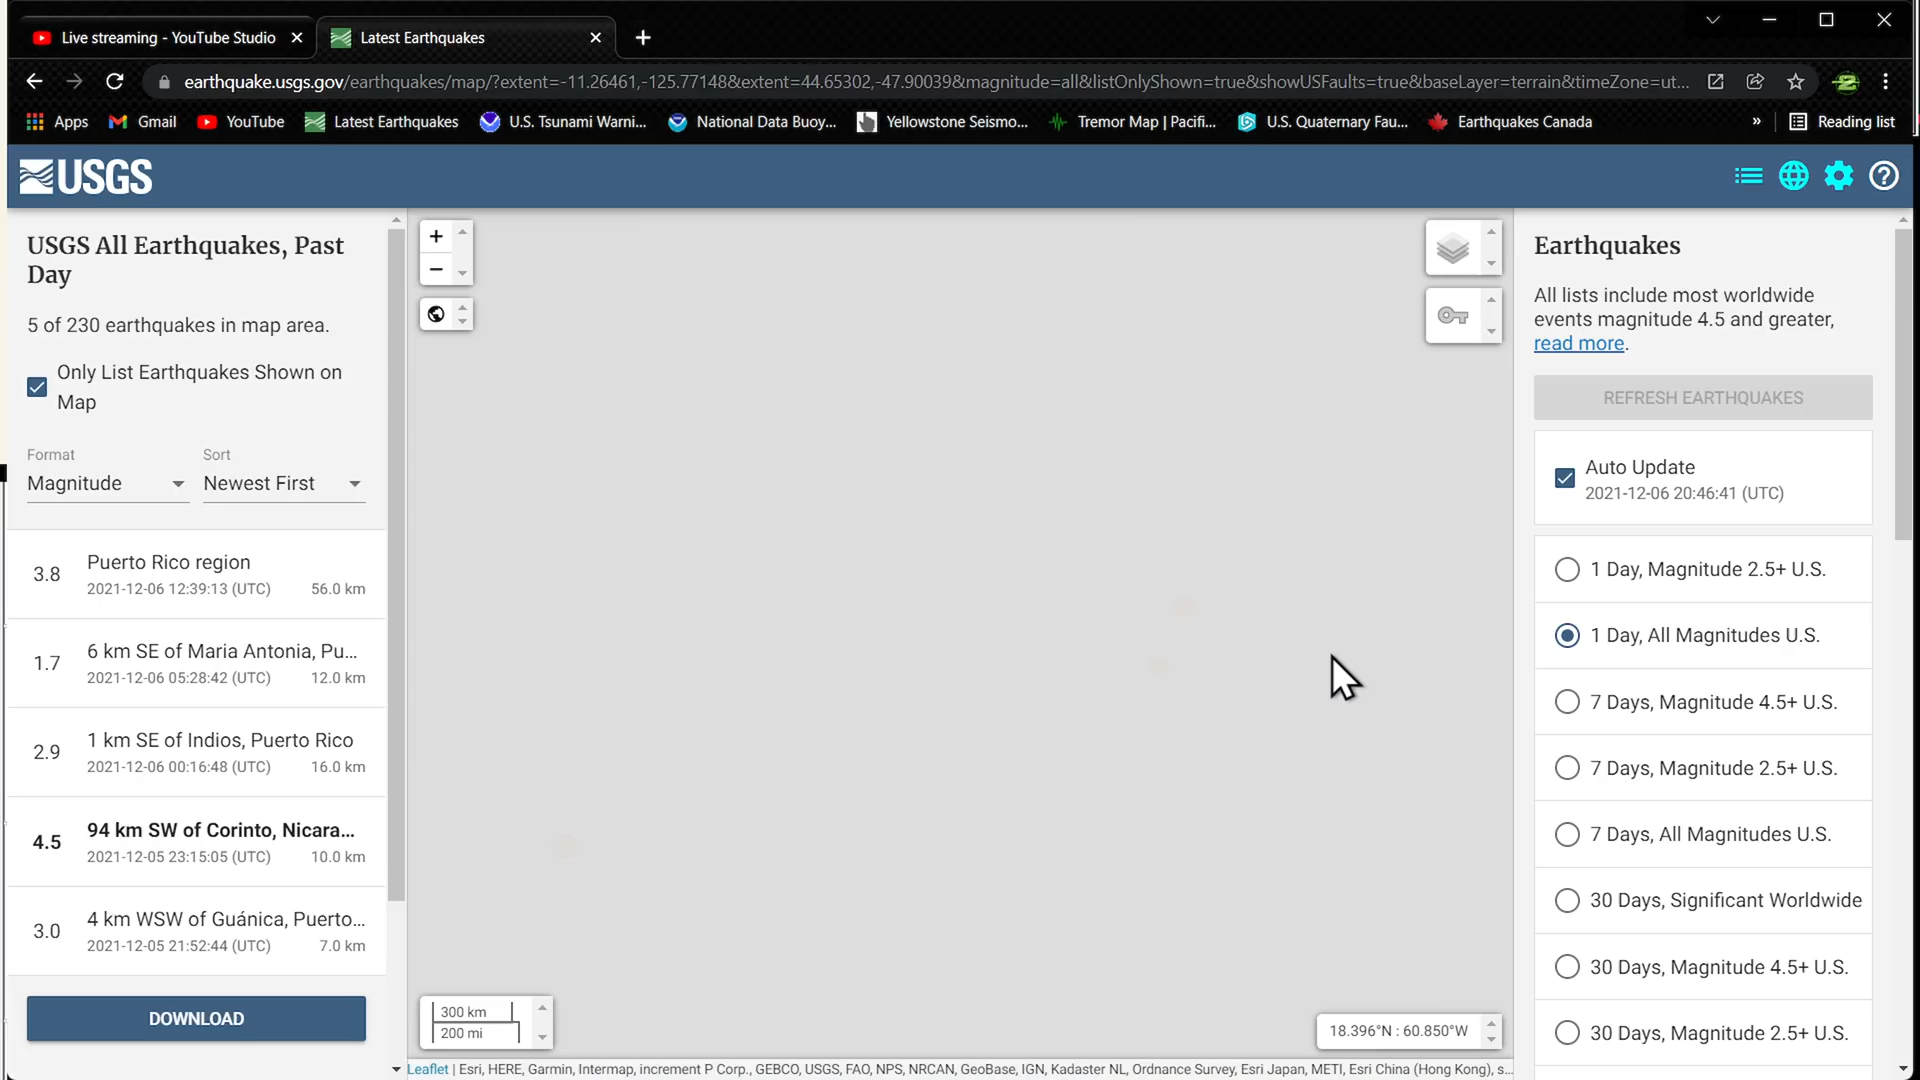 Live streaming - YouTube Studio
Latest Earthquakes
earthquake.usgs.gov/earthquakes/map/?extent=-11.26461,-125.77148&extent=44.65302,-47.90039&magnitude=all&listOnlyShown=true&showUSFaults=true&baseLayer=terrain&timeZone=ut...
Apps Gmail YouTube Latest Earthquakes U.S. Tsunami Warni... National Data Buoy... Yellowstone Seismo... Tremor Map | Pacifi... U.S. Quaternary Fau... Earthquakes Canada » Reading list
USGS
USGS All Earthquakes, Past
Day
5 of 230 earthquakes in map area.
Only List Earthquakes Shown on
Map
Format Sort
Magnitude Newest First
3.8 Puerto Rico region
2021-12-06 12:39:13 (UTC) 56.0 km
1.7 6 km SE of Maria Antonia, Pu...
2021-12-06 05:28:42 (UTC) 12.0 km
2.9 1 km SE of Indios, Puerto Rico
2021-12-06 00:16:48 (UTC) 16.0 km
4.5 94 km SW of Corinto, Nicara...
2021-12-05 23:15:05 (UTC) 10.0 km
3.0 4 km WSW of Guánica, Puerto...
2021-12-05 21:52:44 (UTC) 7.0 km
DOWNLOAD
+
−
300 km
200 mi
18.396°N : 60.850°W
Leaflet | Esri, HERE, Garmin, Intermap, increment P Corp., GEBCO, USGS, FAO, NPS, NRCAN, GeoBase, IGN, Kadaster NL, Ordnance Survey, Esri Japan, METI, Esri China (Hong Kong), s...
Earthquakes
All lists include most worldwide
events magnitude 4.5 and greater,
read more.
REFRESH EARTHQUAKES
Auto Update
2021-12-06 20:46:41 (UTC)
1 Day, Magnitude 2.5+ U.S.
1 Day, All Magnitudes U.S.
7 Days, Magnitude 4.5+ U.S.
7 Days, Magnitude 2.5+ U.S.
7 Days, All Magnitudes U.S.
30 Days, Significant Worldwide
30 Days, Magnitude 4.5+ U.S.
30 Days, Magnitude 2.5+ U.S.